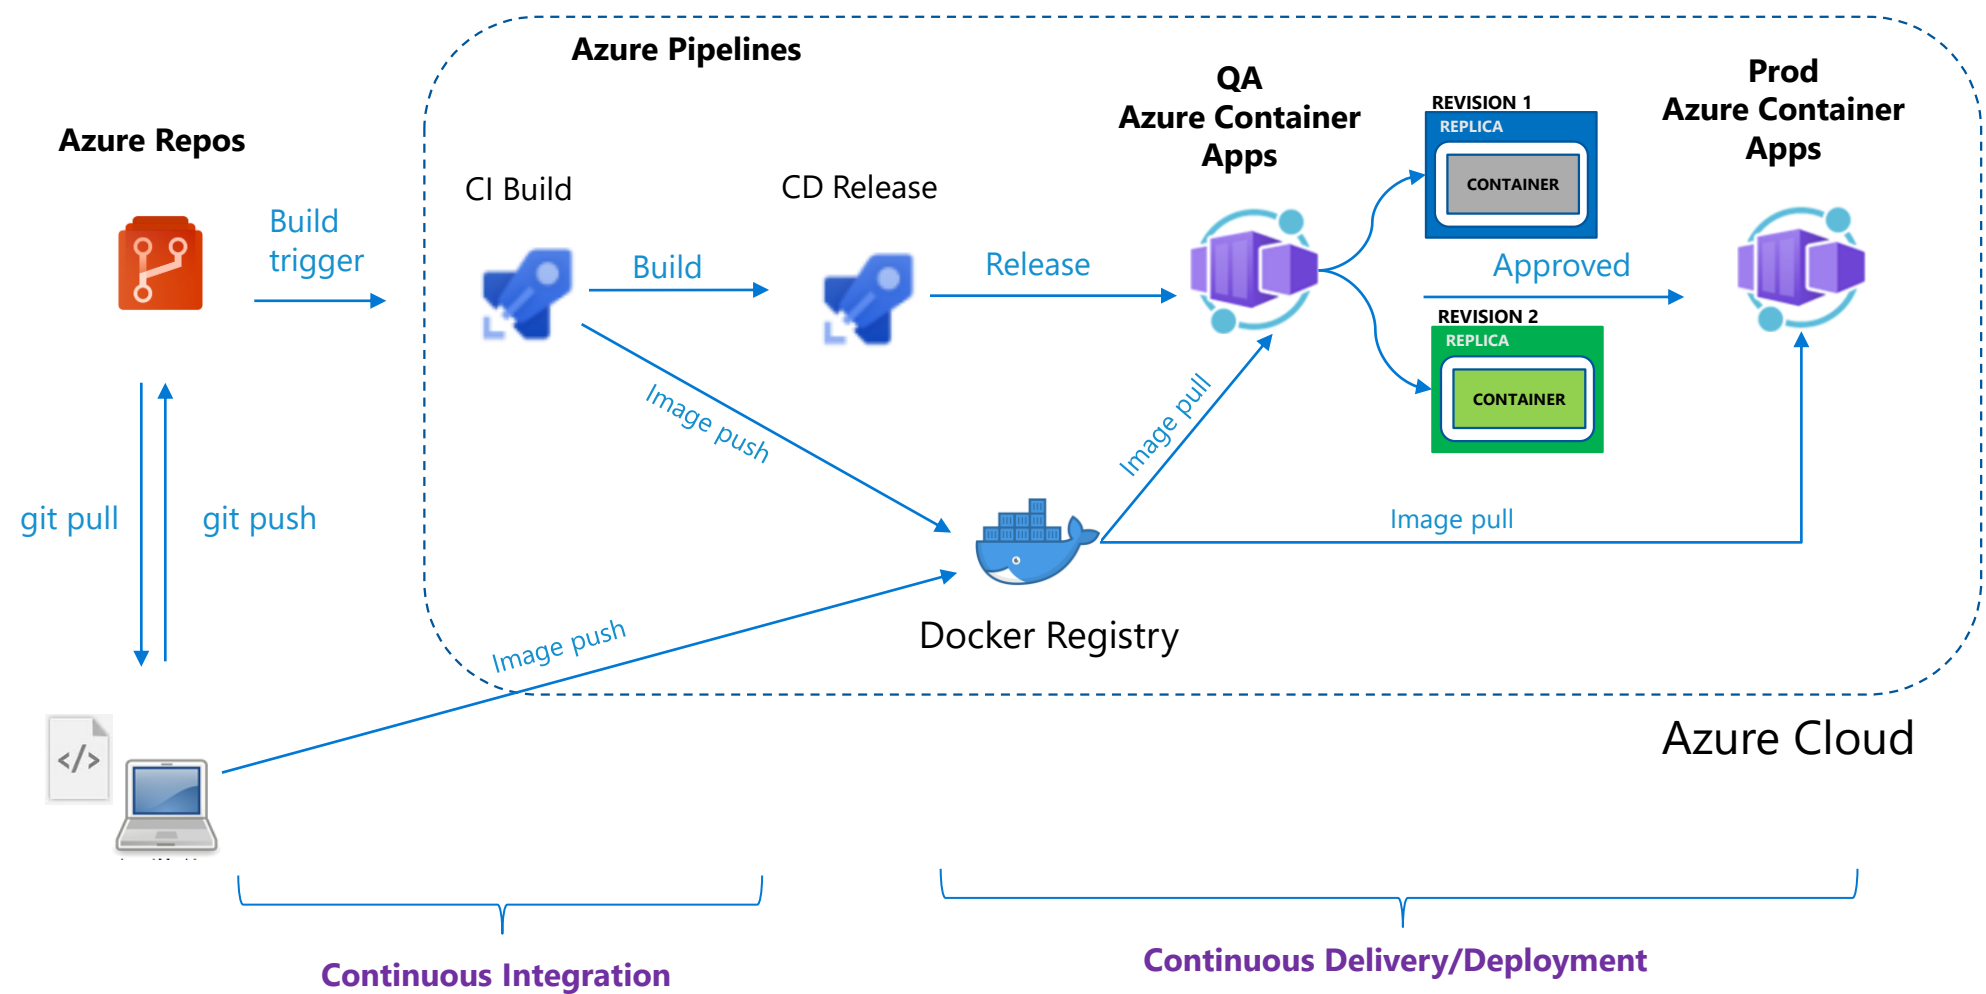 Azure Pipelines
QA
Azure Container
Apps
REVISION 1
REPLICA
CONTAINER
Prod
Azure Container
Apps
Azure Repos
CI Build
CD Release
Build
trigger
Build
Release
Approved
REVISION 2
REPLICA
CONTAINER
Image push
Image pull
git pull
git push
Image pull
Image push
Docker Registry
</>
Azure Cloud
Continuous Integration
Continuous Delivery/Deployment